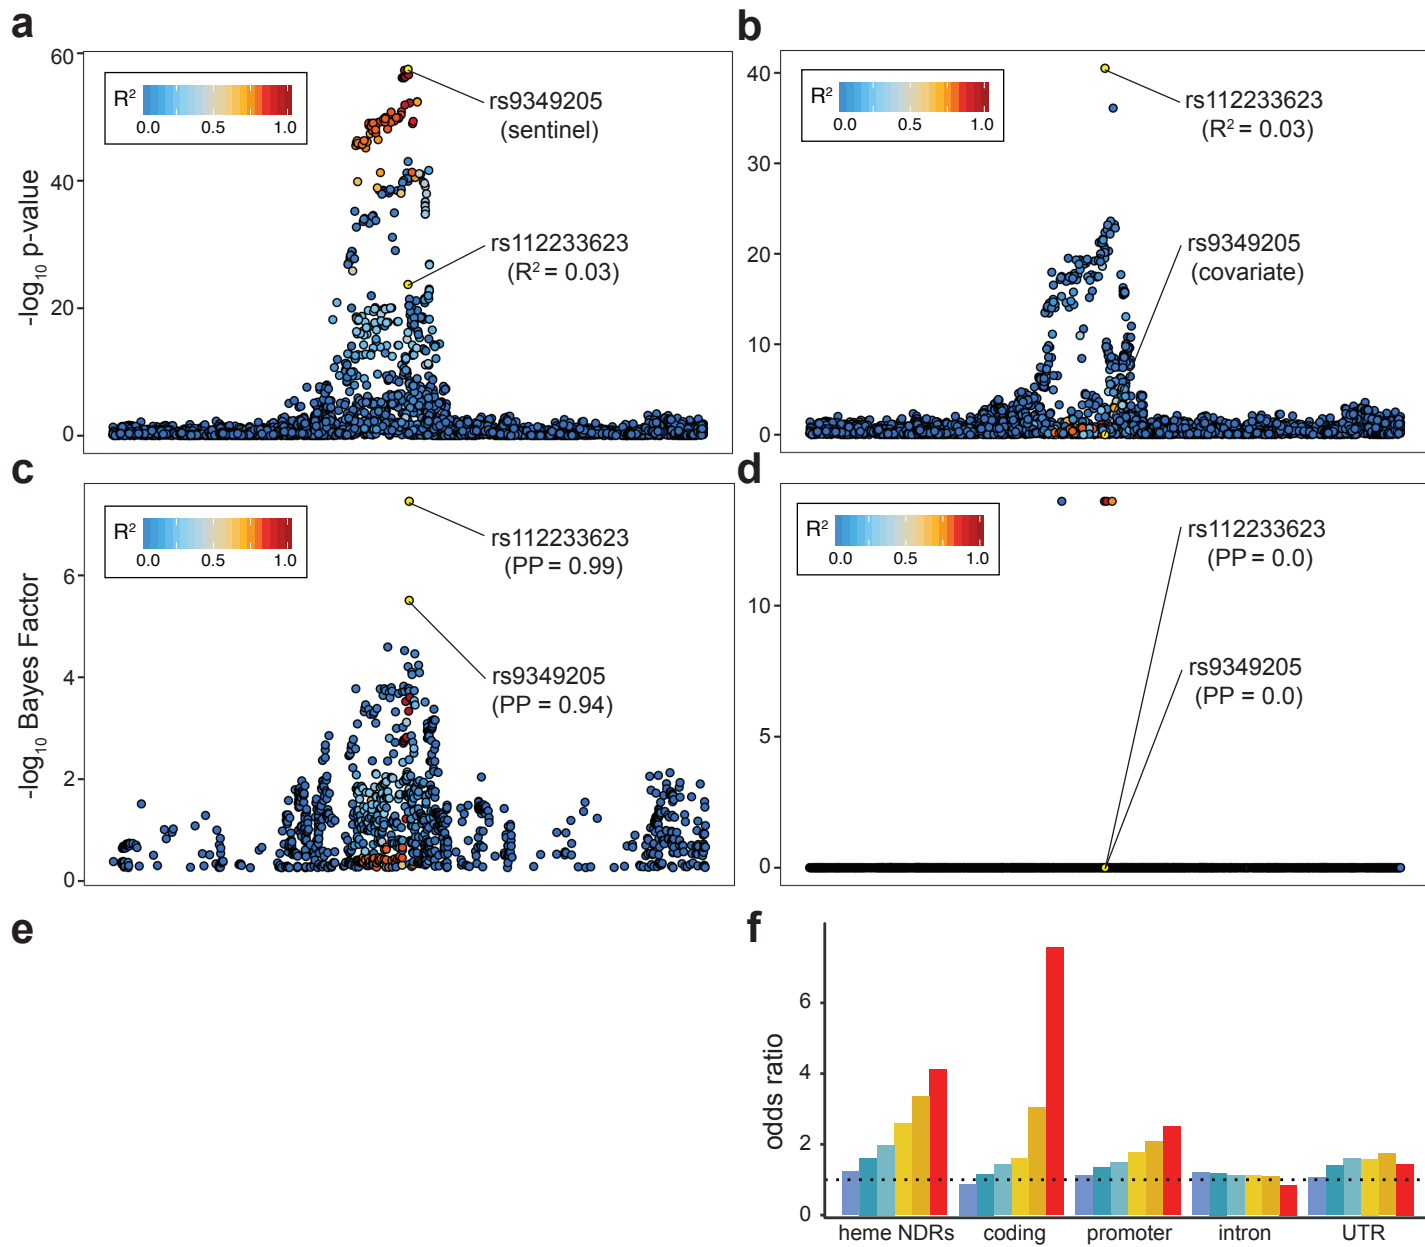 a
60
40
20
0
-log₁₀ p-value
R²
0.0 0.5 1.0
rs9349205
(sentinel)
rs112233623
(R² = 0.03)
b
40
30
20
10
0
R²
0.0 0.5 1.0
rs112233623
(R² = 0.03)
rs9349205
(covariate)
c
6
4
2
0
-log₁₀ Bayes Factor
R²
0.0 0.5 1.0
rs112233623
(PP = 0.99)
rs9349205
(PP = 0.94)
d
10
5
0
R²
0.0 0.5 1.0
rs112233623
(PP = 0.0)
rs9349205
(PP = 0.0)
e
f
6
4
2
0
odds ratio
heme NDRs coding promoter intron UTR